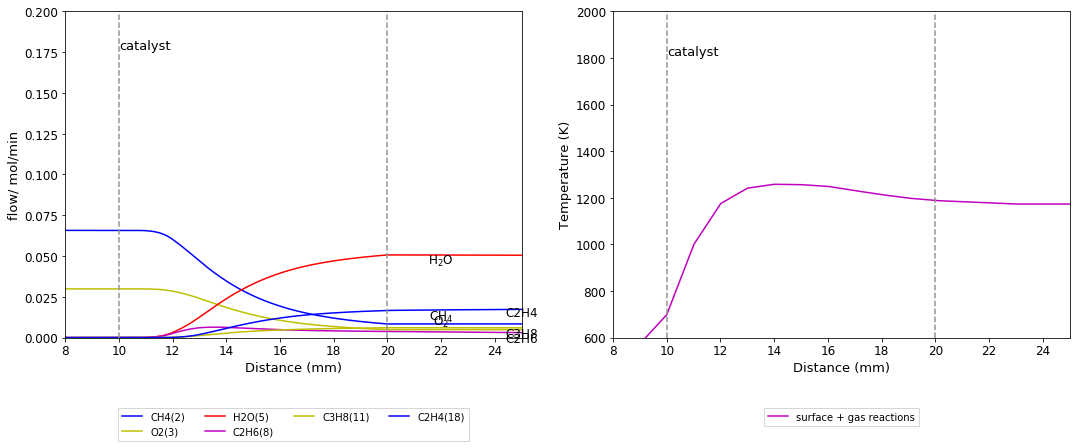 0.200
0.175
0.150
0.125
0.100
0.075
0.050
0.025
0.000
flow/ mol/min
catalyst
H₂O
CH₄
O₂
C2H4
C3H8
C2H6
8 10 12 14 16 18 20 22 24
Distance (mm)
CH4(2) H2O(5) C3H8(11) C2H4(18)
O2(3) C2H6(8)
2000
1800
1600
1400
1200
1000
800
600
Temperature (K)
catalyst
8 10 12 14 16 18 20 22 24
Distance (mm)
surface + gas reactions